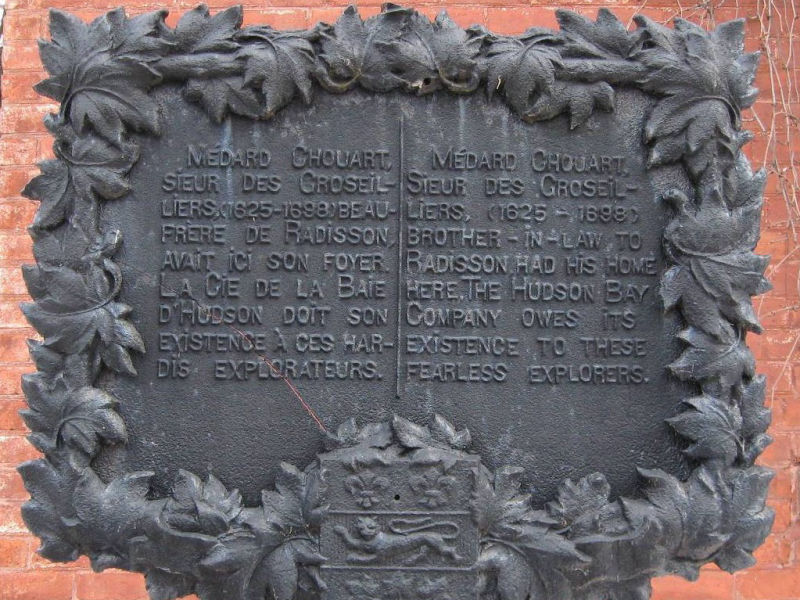 MÉDARD CHOUART,
SIEUR DES GROSEIL-
LIERS, (1625-1698) BEAU-
FRÈRE DE RADISSON,
AVAIT ICI SON FOYER.
LA CIE DE LA BAIE
D'HUDSON DOIT SON
EXISTENCE À CES HAR-
DIS EXPLORATEURS.
MÉDARD CHOUART,
SIEUR DES GROSEIL-
LIERS, (1625 - 1698)
BROTHER-IN-LAW TO
RADISSON, HAD HIS HOME
HERE. THE HUDSON BAY
COMPANY OWES ITS
EXISTENCE TO THESE
FEARLESS EXPLORERS.